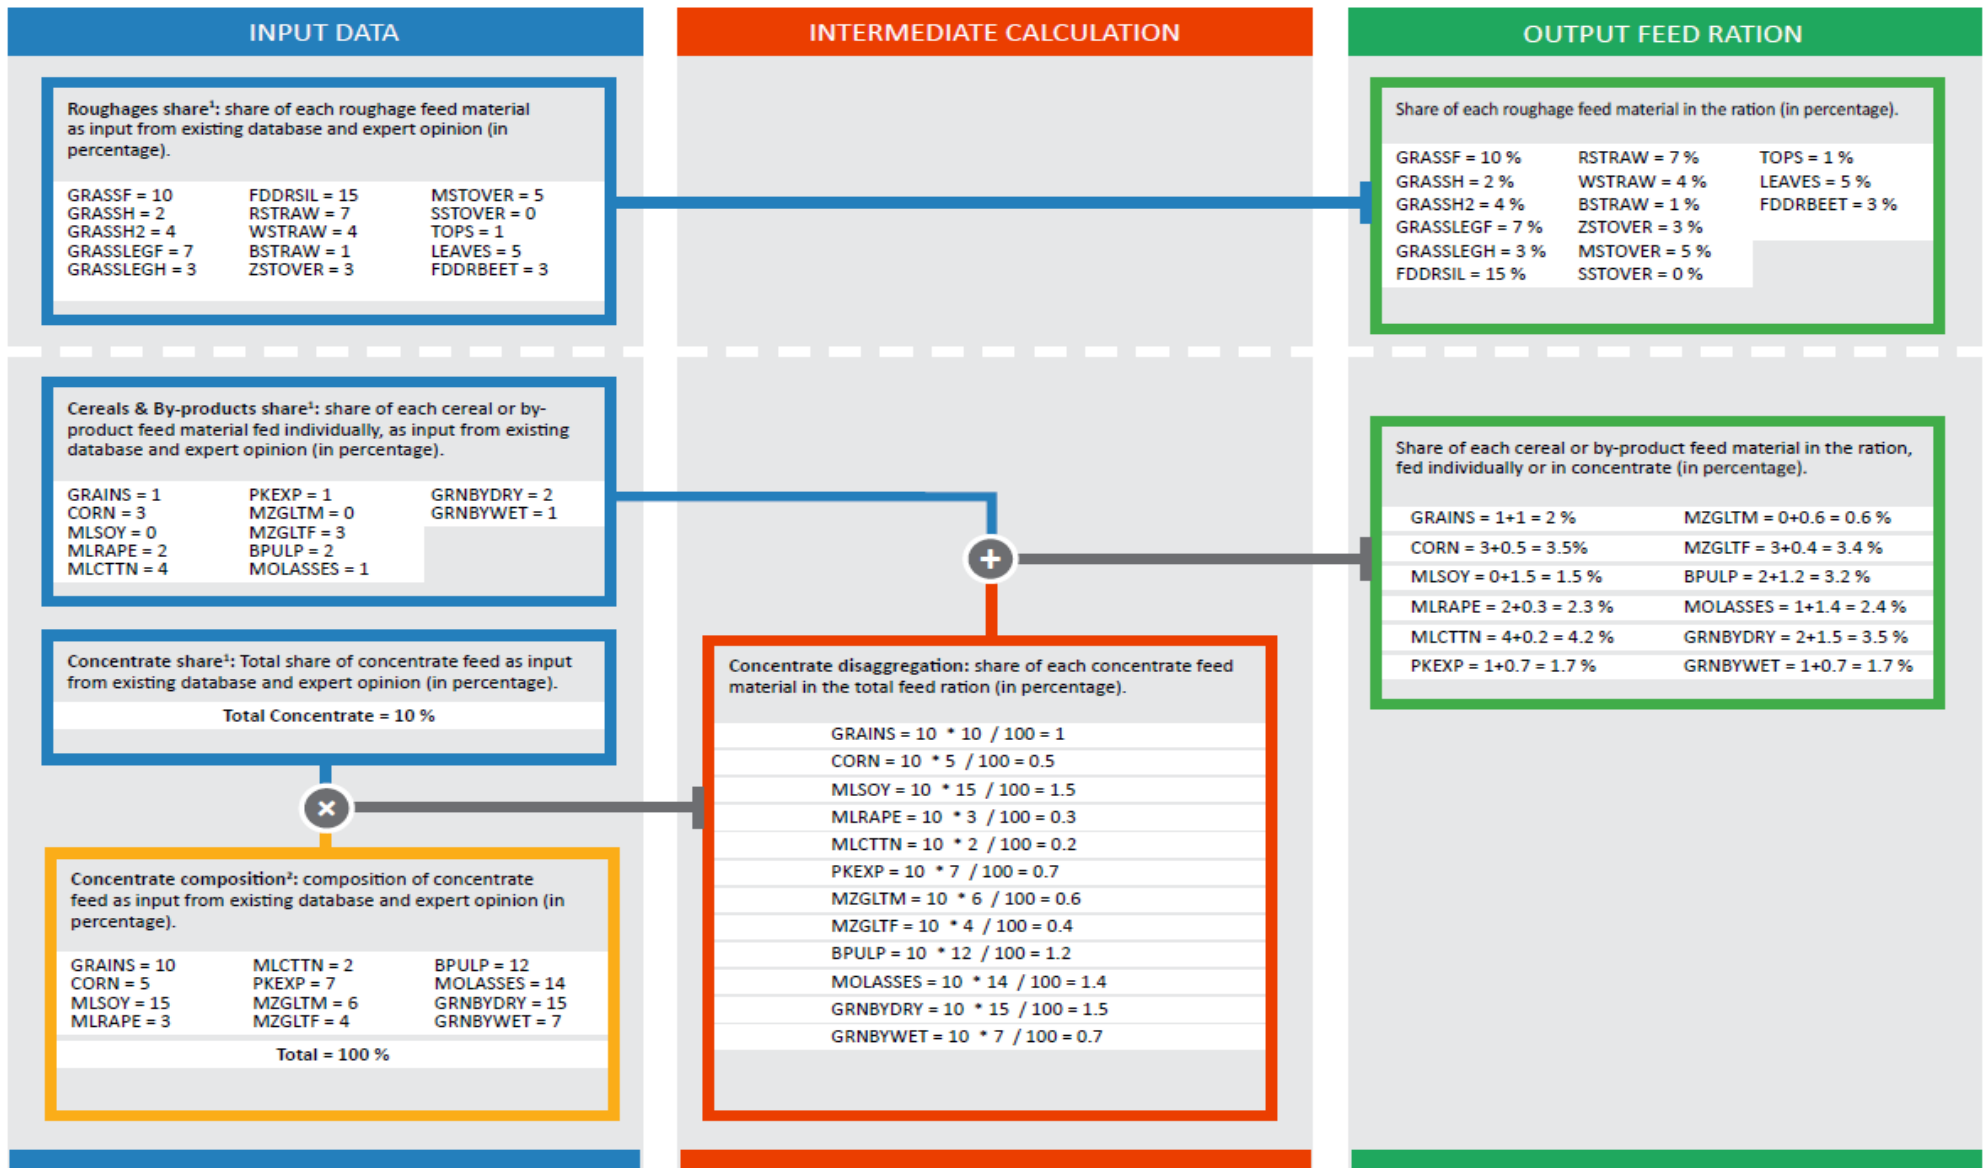 INPUT DATA
Roughages share¹: share of each roughage feed material
as input from existing database and expert opinion (in
percentage).
GRASSF = 10 FDDRSIL = 15 MSTOVER = 5
GRASSH = 2 RSTRAW = 7 SSTOVER = 0
GRASSH2 = 4 WSTRAW = 4 TOPS = 1
GRASSLEGF = 7 BSTRAW = 1 LEAVES = 5
GRASSLEGH = 3 ZSTOVER = 3 FDDRBEET = 3
Cereals & By-products share¹: share of each cereal or by-
product feed material fed individually, as input from existing
database and expert opinion (in percentage).
GRAINS = 1 PKEXP = 1 GRNBYDRY = 2
CORN = 3 MZGLTM = 0 GRNBYWET = 1
MLSOY = 0 MZGLTF = 3
MLRAPE = 2 BPULP = 2
MLCTTN = 4 MOLASSES = 1
Concentrate share¹: Total share of concentrate feed as input
from existing database and expert opinion (in percentage).
Total Concentrate = 10 %
×
Concentrate composition²: composition of concentrate
feed as input from existing database and expert opinion (in
percentage).
GRAINS = 10 MLCTTN = 2 BPULP = 12
CORN = 5 PKEXP = 7 MOLASSES = 14
MLSOY = 15 MZGLTM = 6 GRNBYDRY = 15
MLRAPE = 3 MZGLTF = 4 GRNBYWET = 7
Total = 100 %
INTERMEDIATE CALCULATION
+
Concentrate disaggregation: share of each concentrate feed
material in the total feed ration (in percentage).
GRAINS = 10 * 10 / 100 = 1
CORN = 10 * 5 / 100 = 0.5
MLSOY = 10 * 15 / 100 = 1.5
MLRAPE = 10 * 3 / 100 = 0.3
MLCTTN = 10 * 2 / 100 = 0.2
PKEXP = 10 * 7 / 100 = 0.7
MZGLTM = 10 * 6 / 100 = 0.6
MZGLTF = 10 * 4 / 100 = 0.4
BPULP = 10 * 12 / 100 = 1.2
MOLASSES = 10 * 14 / 100 = 1.4
GRNBYDRY = 10 * 15 / 100 = 1.5
GRNBYWET = 10 * 7 / 100 = 0.7
OUTPUT FEED RATION
Share of each roughage feed material in the ration (in percentage).
GRASSF = 10 % RSTRAW = 7 % TOPS = 1 %
GRASSH = 2 % WSTRAW = 4 % LEAVES = 5 %
GRASSH2 = 4 % BSTRAW = 1 % FDDRBEET = 3 %
GRASSLEGF = 7 % ZSTOVER = 3 %
GRASSLEGH = 3 % MSTOVER = 5 %
FDDRSIL = 15 % SSTOVER = 0 %
Share of each cereal or by-product feed material in the ration,
fed individually or in concentrate (in percentage).
GRAINS = 1+1 = 2 % MZGLTM = 0+0.6 = 0.6 %
CORN = 3+0.5 = 3.5% MZGLTF = 3+0.4 = 3.4 %
MLSOY = 0+1.5 = 1.5 % BPULP = 2+1.2 = 3.2 %
MLRAPE = 2+0.3 = 2.3 % MOLASSES = 1+1.4 = 2.4 %
MLCTTN = 4+0.2 = 4.2 % GRNBYDRY = 2+1.5 = 3.5 %
PKEXP = 1+0.7 = 1.7 % GRNBYWET = 1+0.7 = 1.7 %